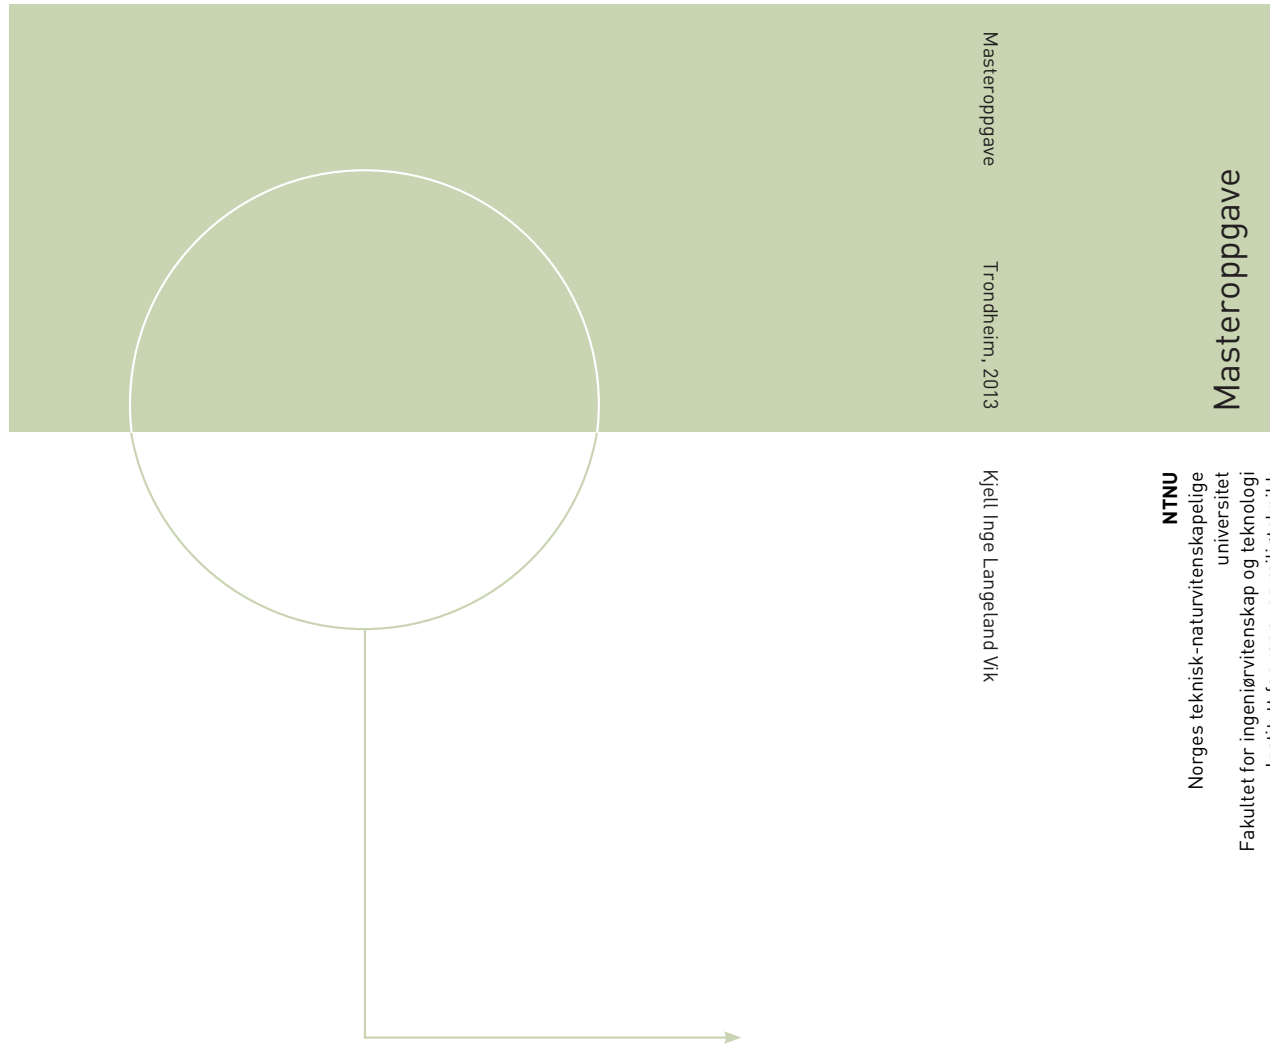 Masteroppgave
Trondheim, 2013
Kjell Inge Langeland Vik
Masteroppgave
NTNU
Norges teknisk-naturvitenskapelige
universitet
Fakultet for ingeniørvitenskap og teknologi